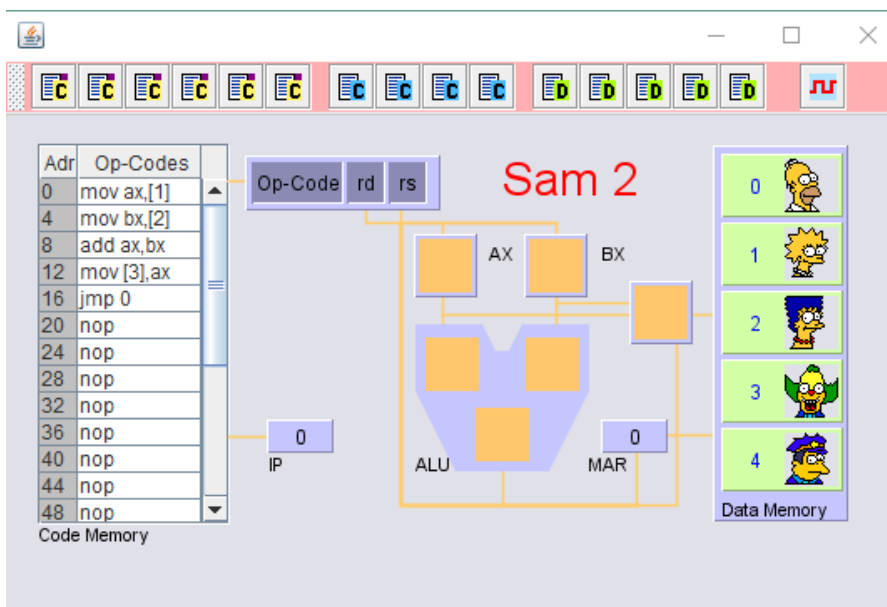 C C C C C C C C C C D D D D D
Adr Op-Codes
0 mov ax,[1]
4 mov bx,[2]
8 add ax,bx
12 mov [3],ax
16 jmp 0
20 nop
24 nop
28 nop
32 nop
36 nop
40 nop
44 nop
48 nop
Code Memory
Op-Code rd rs
Sam 2
AX
BX
0
IP
ALU
0
MAR
0
1
2
3
4
Data Memory